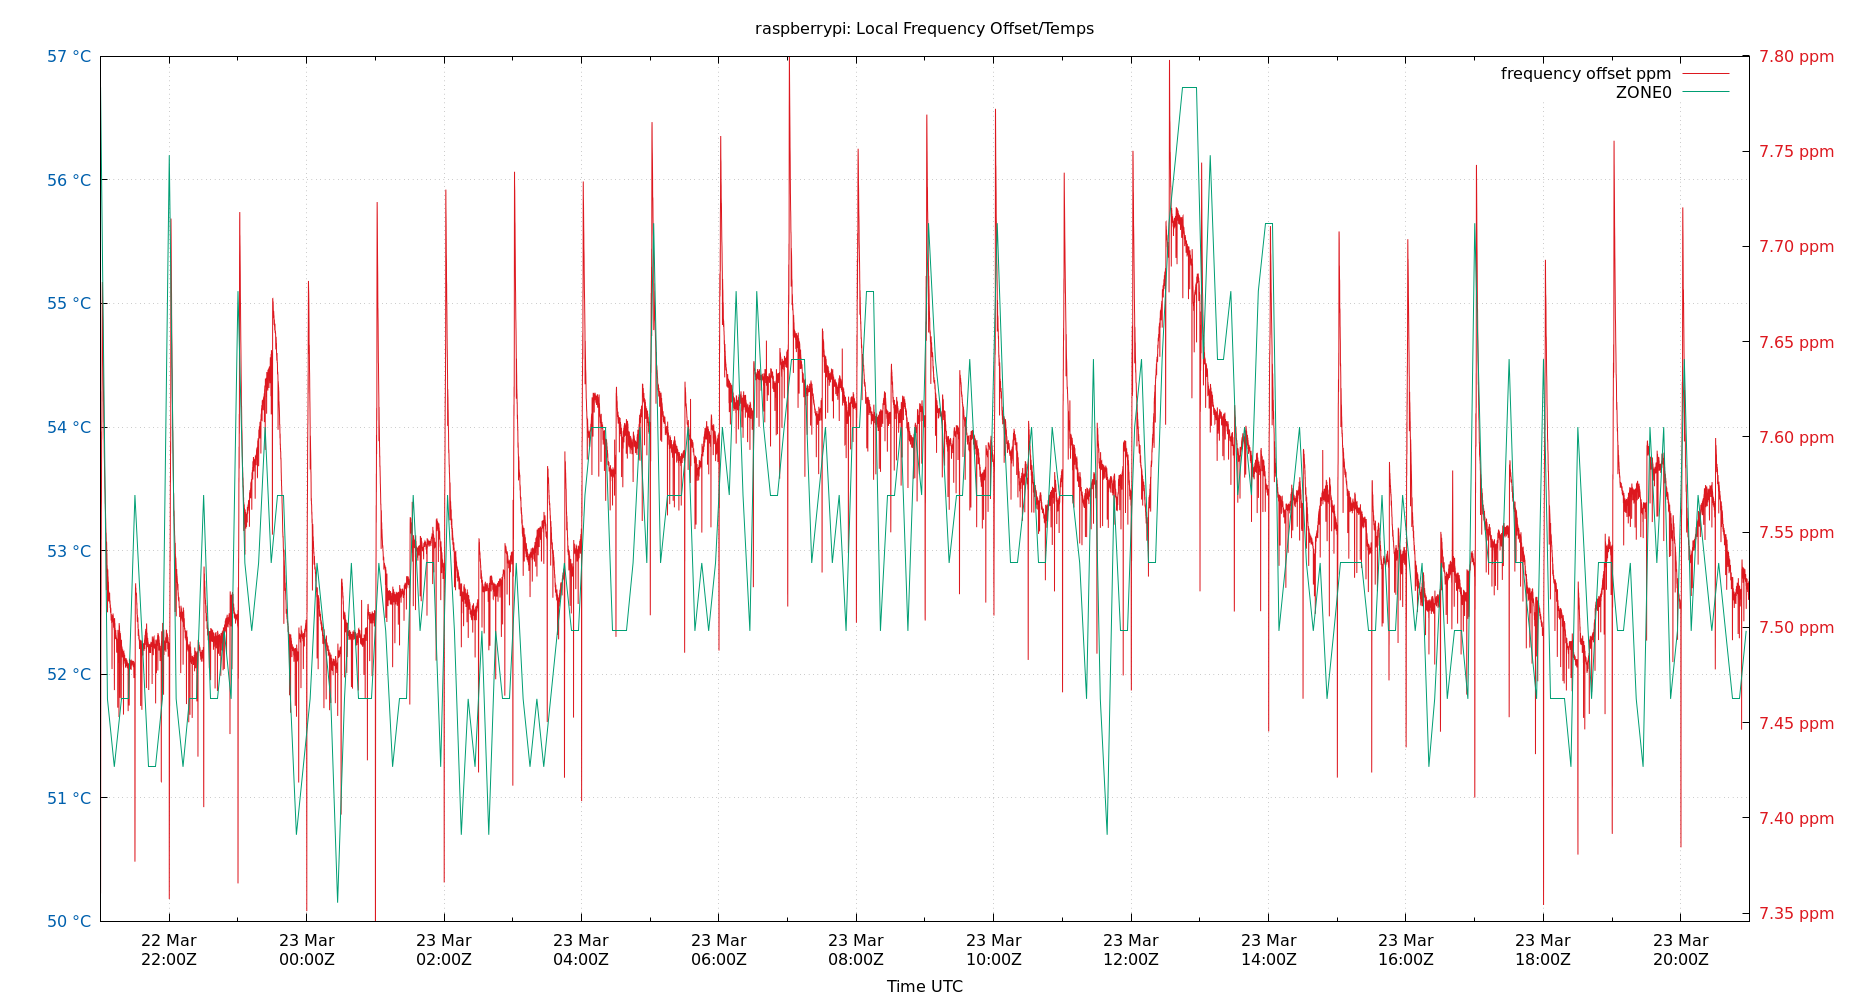 raspberrypi: Local Frequency Offset/Temps
57 °C
56 °C
55 °C
54 °C
53 °C
52 °C
51 °C
50 °C
7.80 ppm
7.75 ppm
7.70 ppm
7.65 ppm
7.60 ppm
7.55 ppm
7.50 ppm
7.45 ppm
7.40 ppm
7.35 ppm
frequency offset ppm
ZONE0
22 Mar
22:00Z
23 Mar
00:00Z
23 Mar
02:00Z
23 Mar
04:00Z
23 Mar
06:00Z
23 Mar
08:00Z
23 Mar
10:00Z
23 Mar
12:00Z
23 Mar
14:00Z
23 Mar
16:00Z
23 Mar
18:00Z
23 Mar
20:00Z
Time UTC